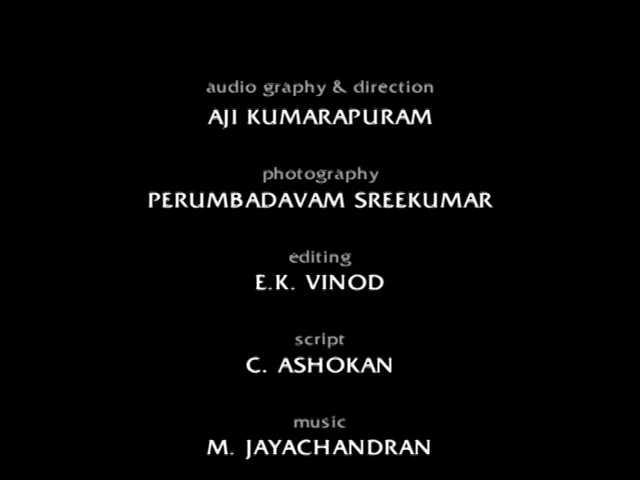 audio graphy & direction
AJI KUMARAPURAM
photography
PERUMBADAVAM SREEKUMAR
editing
E.K. VINOD
script
C. ASHOKAN
music
M. JAYACHANDRAN